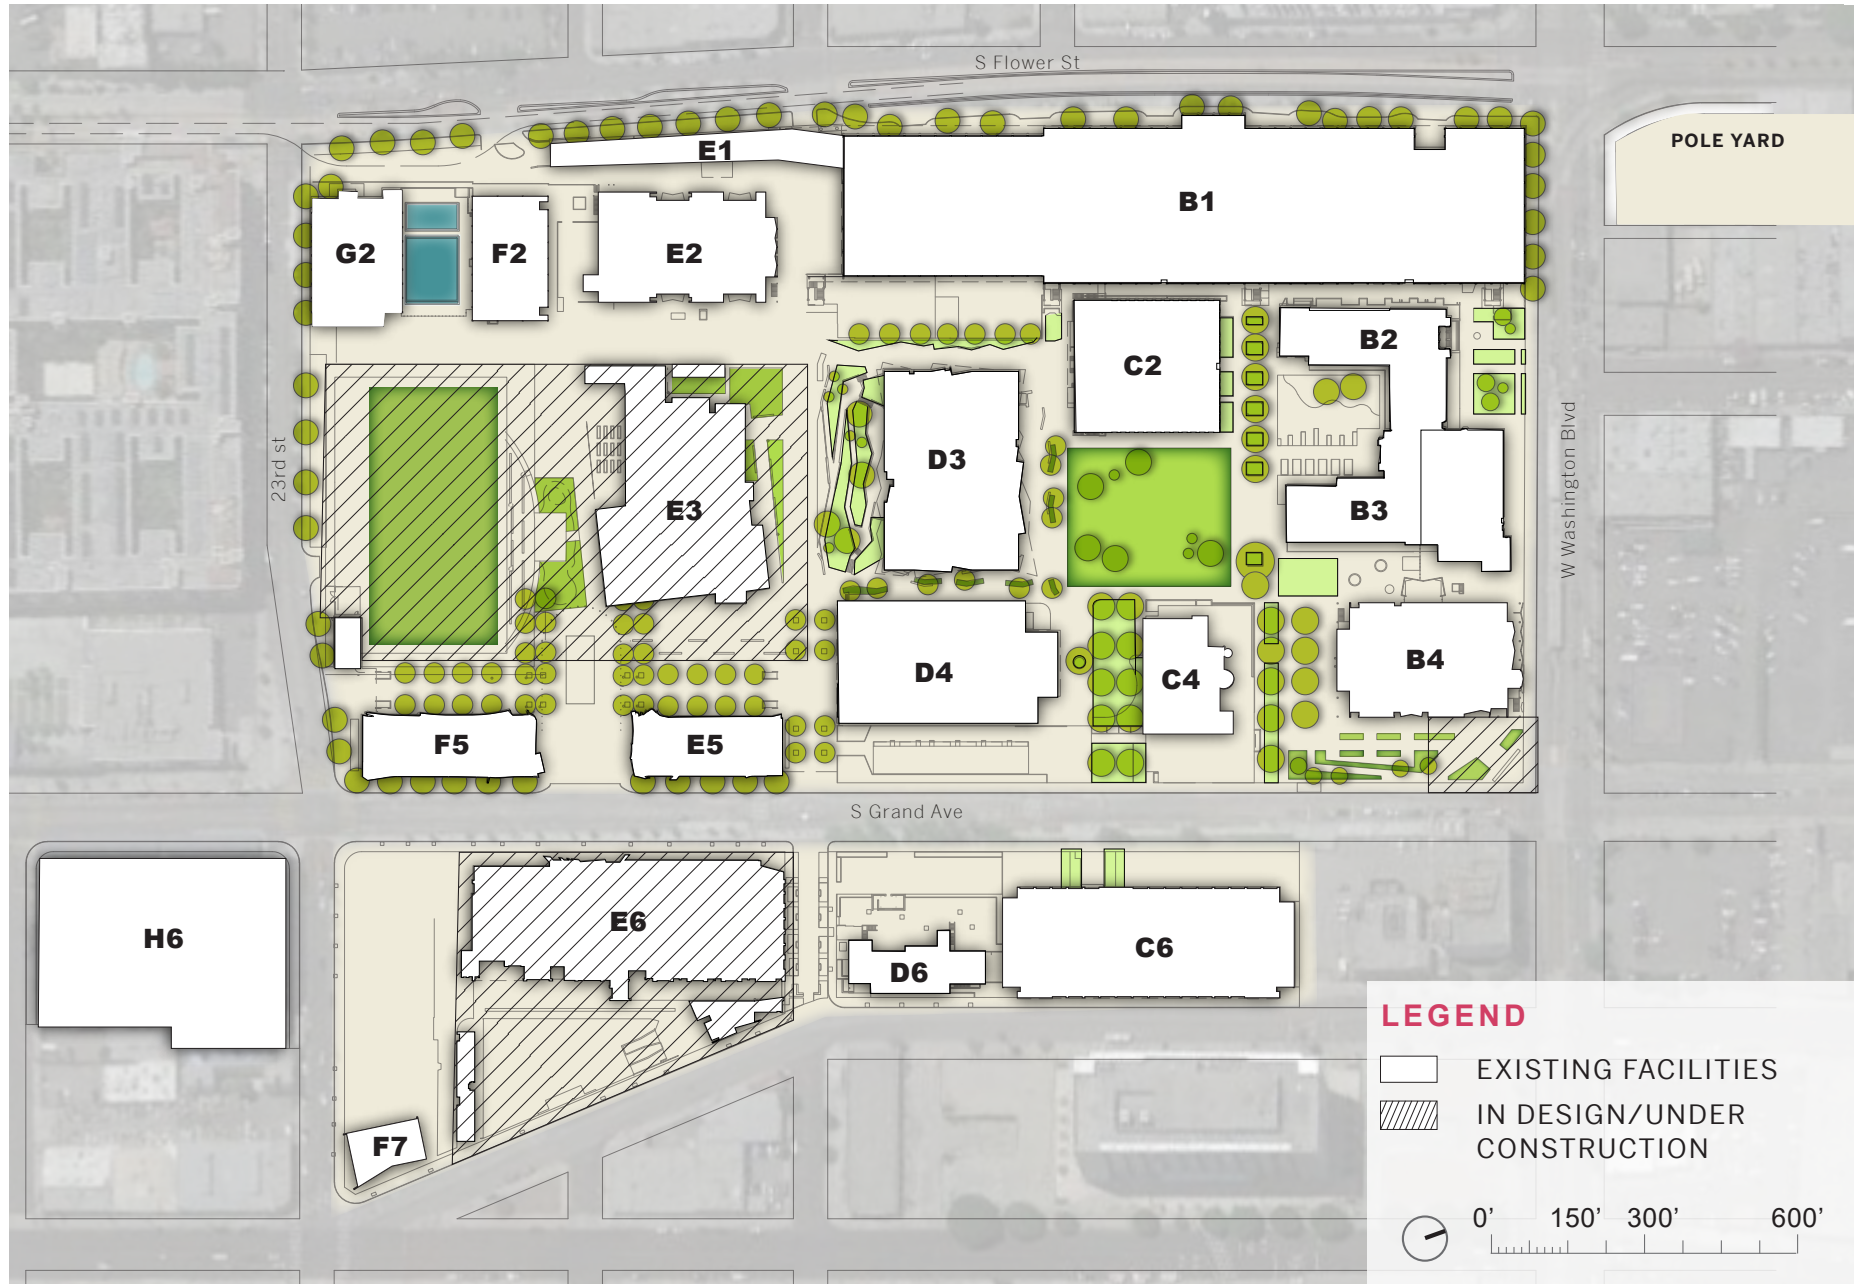 S Flower St
POLE YARD
E1
B1
G2
F2
E2
B2
C2
D3
E3
B3
23rd st
W Washington Blvd
B4
D4
C4
F5
E5
S Grand Ave
H6
E6
D6
C6
F7
LEGEND
EXISTING FACILITIES
IN DESIGN/UNDER
CONSTRUCTION
0’ 150’ 300’ 600’